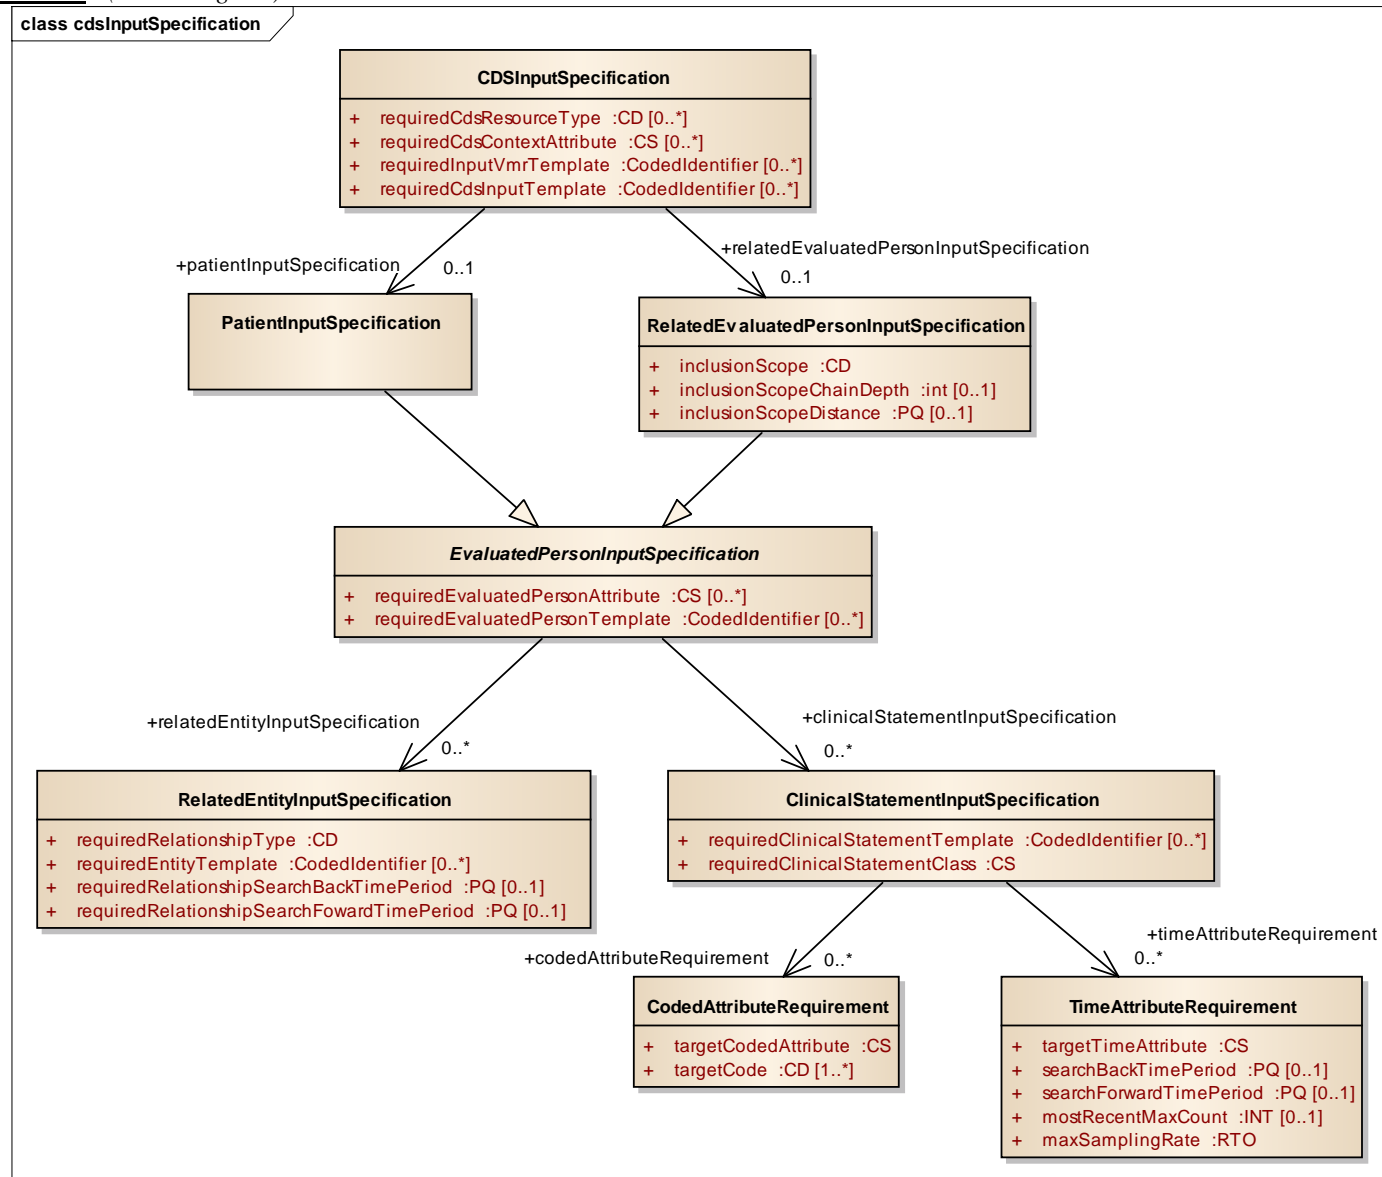 class cdsInputSpecification
CDSInputSpecification
+ requiredCdsResourceType :CD [0..*]
+ requiredCdsContextAttribute :CS [0..*]
+ requiredInputVmrTemplate :CodedIdentifier [0..*]
+ requiredCdsInputTemplate :CodedIdentifier [0..*]
+patientInputSpecification
0..1
+relatedEvaluatedPersonInputSpecification
0..1
PatientInputSpecification
RelatedEvaluatedPersonInputSpecification
+ inclusionScope :CD
+ inclusionScopeChainDepth :int [0..1]
+ inclusionScopeDistance :PQ [0..1]
EvaluatedPersonInputSpecification
+ requiredEvaluatedPersonAttribute :CS [0..*]
+ requiredEvaluatedPersonTemplate :CodedIdentifier [0..*]
+relatedEntityInputSpecification
0..*
+clinicalStatementInputSpecification
0..*
RelatedEntityInputSpecification
+ requiredRelationshipType :CD
+ requiredEntityTemplate :CodedIdentifier [0..*]
+ requiredRelationshipSearchBackTimePeriod :PQ [0..1]
+ requiredRelationshipSearchFowardTimePeriod :PQ [0..1]
ClinicalStatementInputSpecification
+ requiredClinicalStatementTemplate :CodedIdentifier [0..*]
+ requiredClinicalStatementClass :CS
+codedAttributeRequirement
0..*
+timeAttributeRequirement
0..*
CodedAttributeRequirement
+ targetCodedAttribute :CS
+ targetCode :CD [1..*]
TimeAttributeRequirement
+ targetTimeAttribute :CS
+ searchBackTimePeriod :PQ [0..1]
+ searchForwardTimePeriod :PQ [0..1]
+ mostRecentMaxCount :INT [0..1]
+ maxSamplingRate :RTO